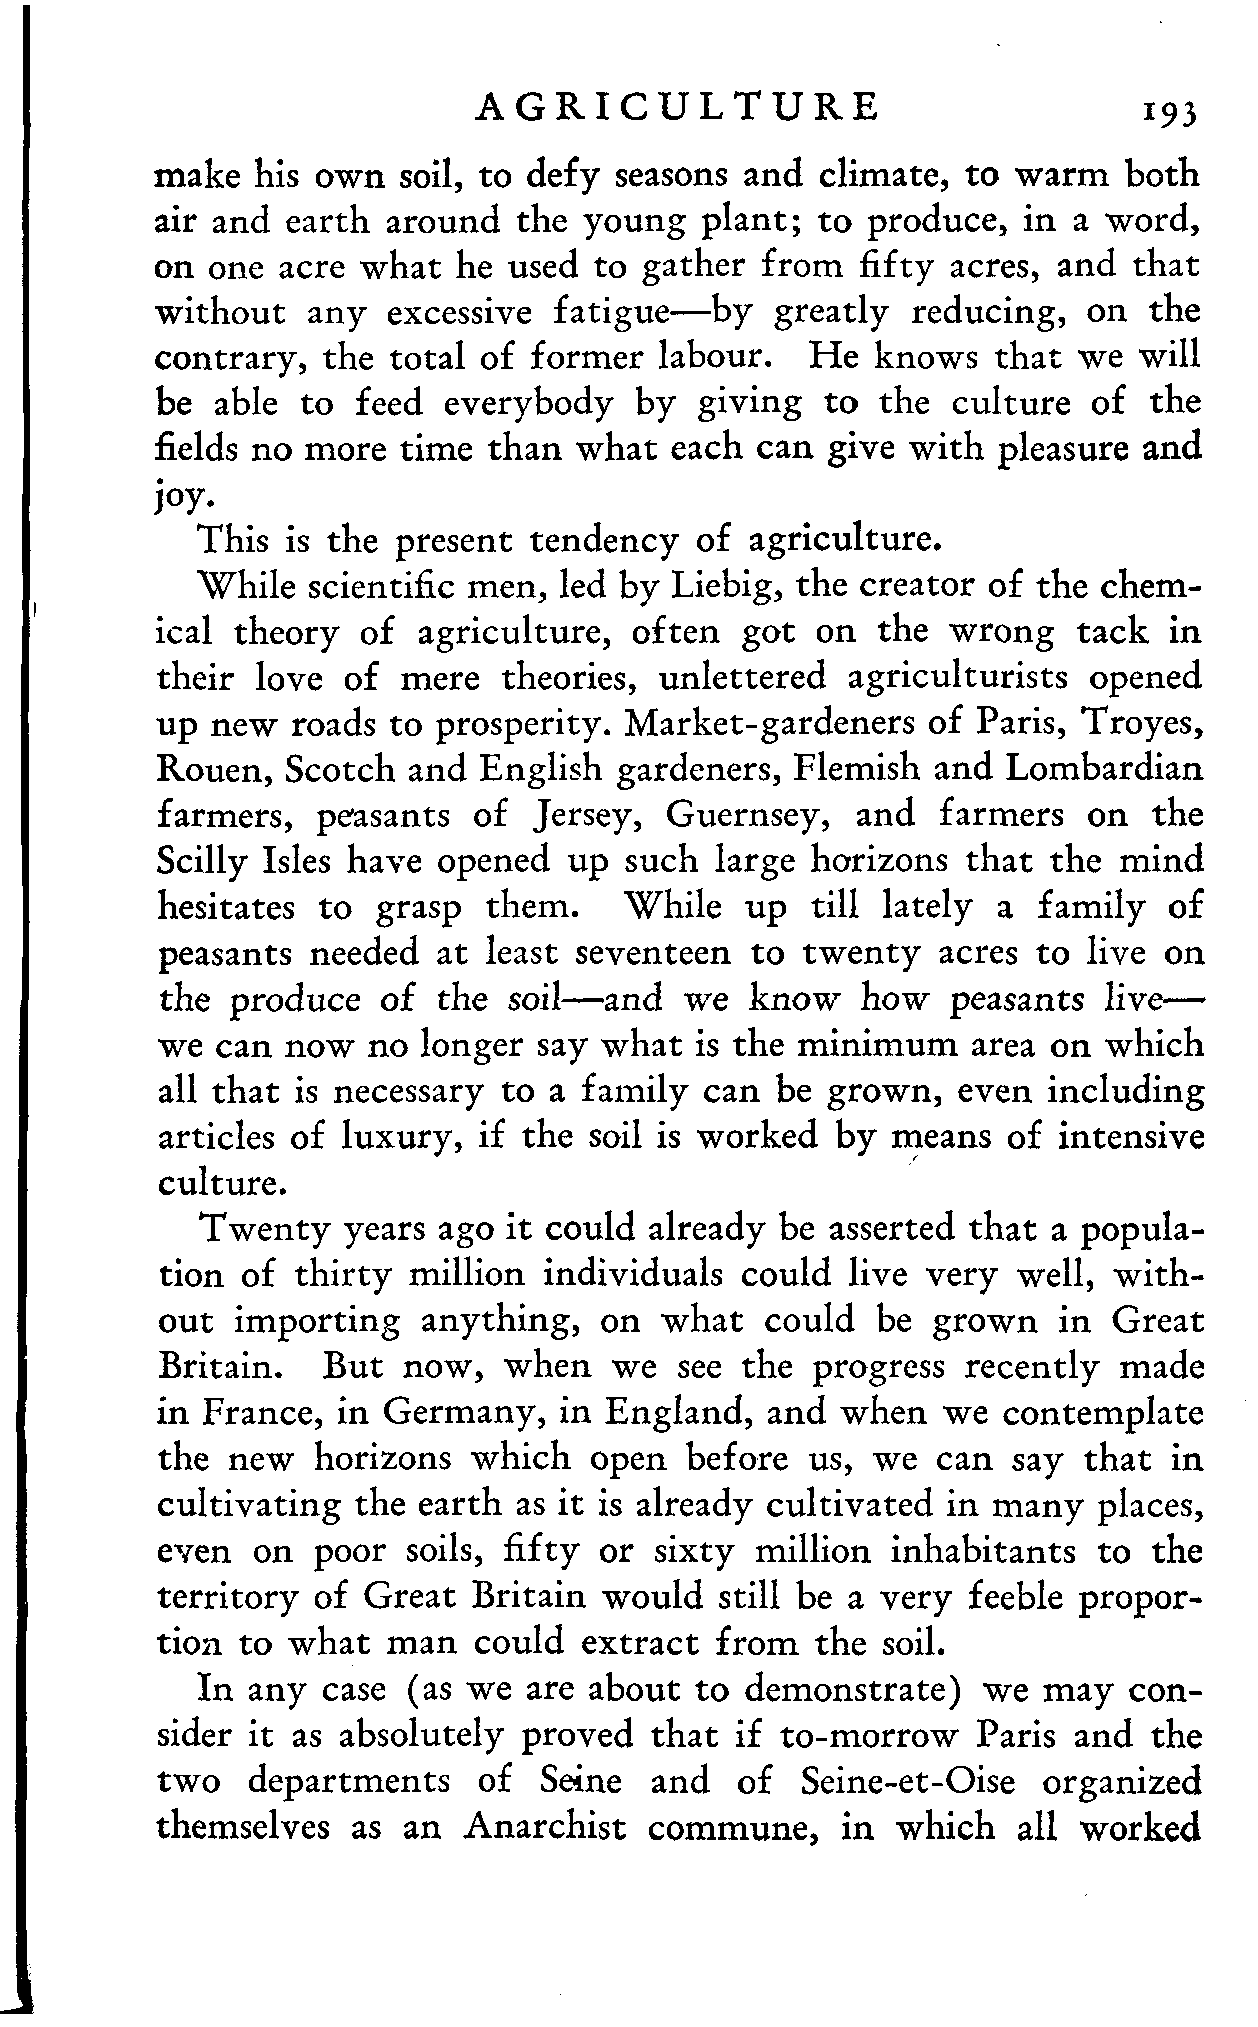 AGRICULTURE 193
make his own soil, to defy seasons and climate, to warm both
air and earth around the young plant; to produce, in a word,
on one acre what he used to gather from fifty acres, and that
without any excessive fatigue—by greatly reducing, on the
contrary, the total of former labour. He knows that we will
be able to feed everybody by giving to the culture of the
fields no more time than what each can give with pleasure and
joy.
This is the present tendency of agriculture.
While scientific men, led by Liebig, the creator of the chem-
ical theory of agriculture, often got on the wrong tack in
their love of mere theories, unlettered agriculturists opened
up new roads to prosperity. Market-gardeners of Paris, Troyes,
Rouen, Scotch and English gardeners, Flemish and Lombardian
farmers, peasants of Jersey, Guernsey, and farmers on the
Scilly Isles have opened up such large horizons that the mind
hesitates to grasp them. While up till lately a family of
peasants needed at least seventeen to twenty acres to live on
the produce of the soil—and we know how peasants live—
we can now no longer say what is the minimum area on which
all that is necessary to a family can be grown, even including
articles of luxury, if the soil is worked by means of intensive
culture.
Twenty years ago it could already be asserted that a popula-
tion of thirty million individuals could live very well, with-
out importing anything, on what could be grown in Great
Britain. But now, when we see the progress recently made
in France, in Germany, in England, and when we contemplate
the new horizons which open before us, we can say that in
cultivating the earth as it is already cultivated in many places,
even on poor soils, fifty or sixty million inhabitants to the
territory of Great Britain would still be a very feeble propor-
tion to what man could extract from the soil.
In any case (as we are about to demonstrate) we may con-
sider it as absolutely proved that if to-morrow Paris and the
two departments of Seine and of Seine-et-Oise organized
themselves as an Anarchist commune, in which all worked